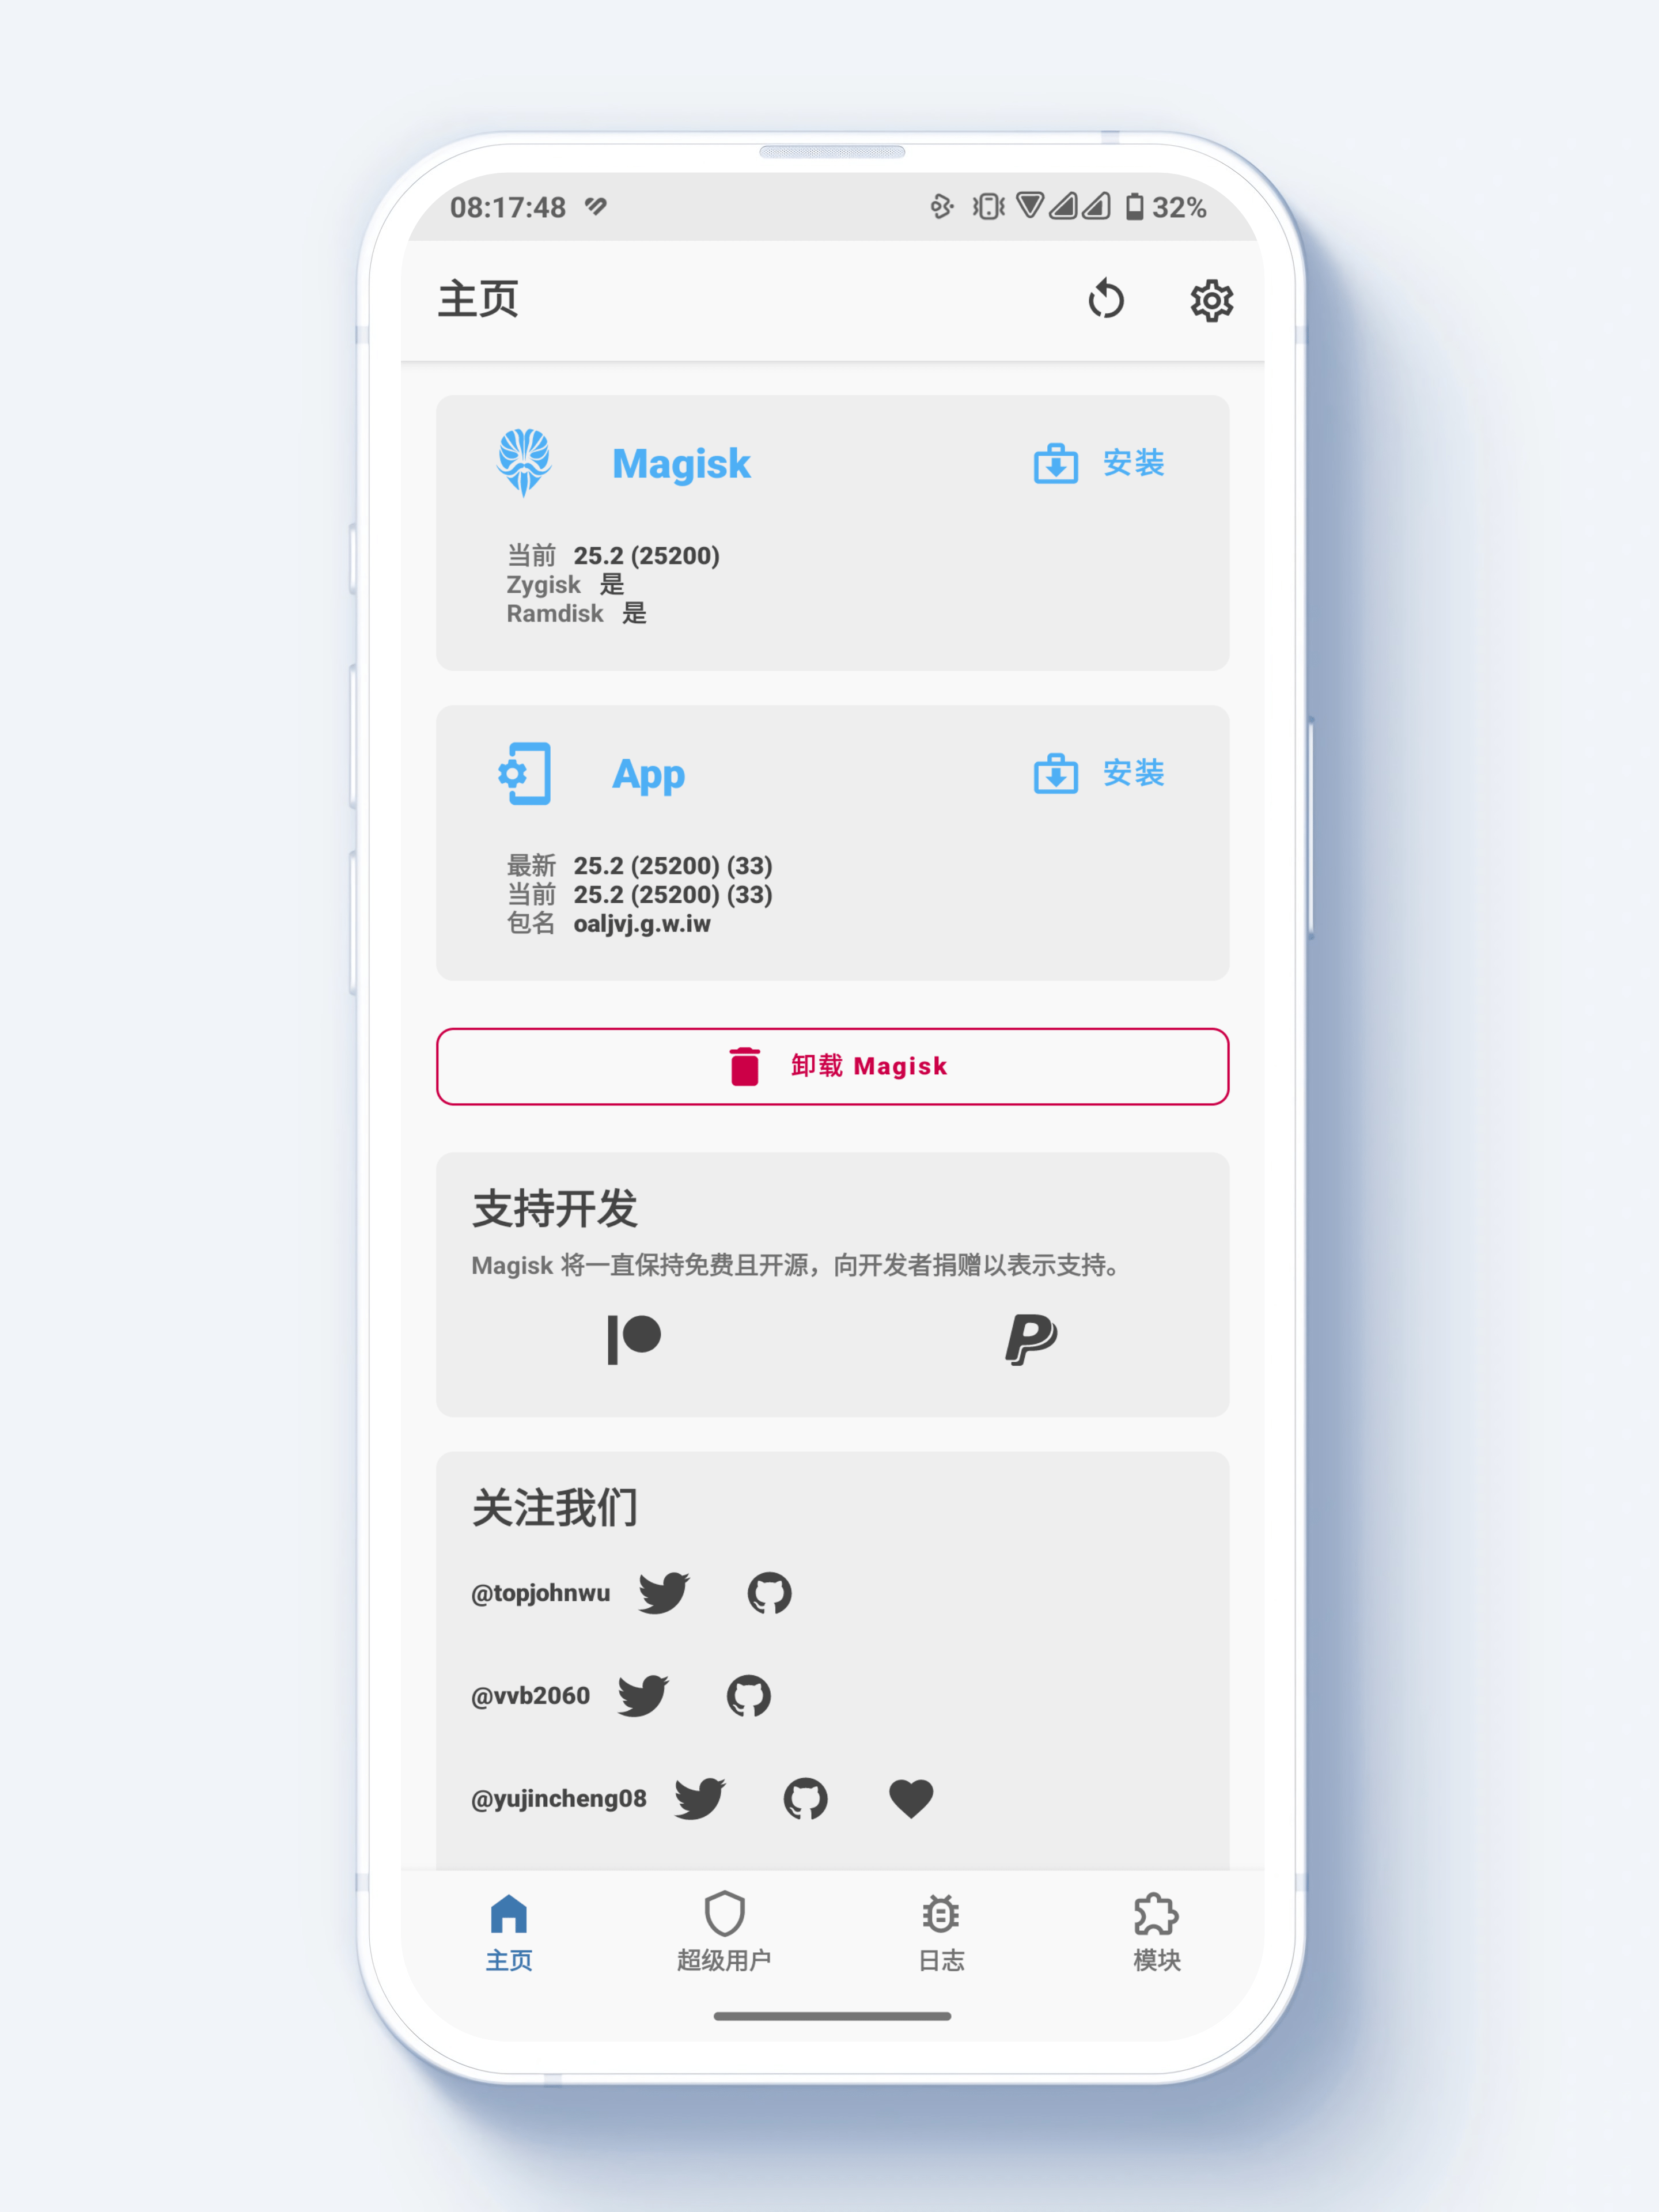 08:17:48
32%
主页
Magisk
安装
当前 25.2 (25200)
Zygisk 是
Ramdisk 是
App
安装
最新 25.2 (25200) (33)
当前 25.2 (25200) (33)
包名 oaljvj.g.w.iw
卸载 Magisk
支持开发
Magisk 将一直保持免费且开源，向开发者捐赠以表示支持。
关注我们
@topjohnwu
@vvb2060
@yujincheng08
主页 超级用户 日志 模块